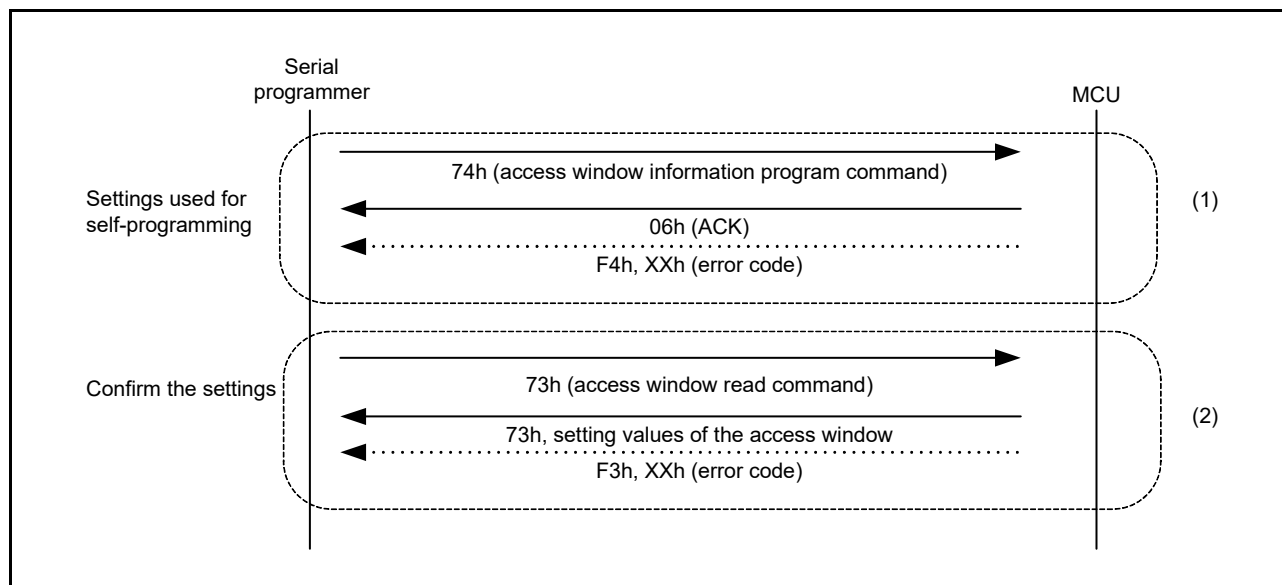 Serial
programmer
MCU
74h (access window information program command)
Settings used for
self-programming
(1)
06h (ACK)
F4h, XXh (error code)
73h (access window read command)
Confirm the settings
(2)
73h, setting values of the access window
F3h, XXh (error code)